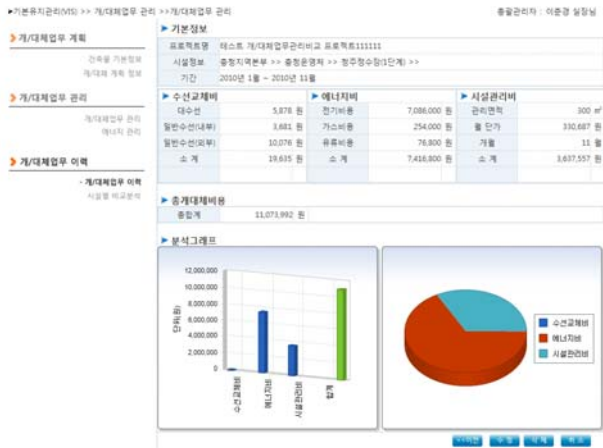 ▶기본유지관리(VIS) >> 개/대체업무 관리 >>개/대체업무 관리
총괄관리자 : 이춘경 실장님
개/대체업무 계획
건축물 기본정보
개/대체 계획 정보
개/대체업무 관리
개/대체업무 관리
에너지 관리
개/대체업무 이력
- 개/대체업무 이력
시설별 비교분석
▶ 기본정보
프로젝트명 테스트 개/대체업무관리비교 프로젝트111111
시설정보 충청지역본부 >> 충청운영처 >> 청주정수장(1단계) >>
기간 2010년 1월 ~ 2010년 11월
▶ 수선교체비 ▶ 에너지비 ▶ 시설관리비
대수선 5,878 원 전기비용 7,086,000 원 관리면적 300 ㎡
일반수선(내부) 3,681 원 가스비용 254,000 원 월 단가 330,687 원
일반수선(외부) 10,076 원 유류비용 76,800 원 개월 11 월
소 계 19,635 원 소 계 7,416,800 원 소 계 3,637,557 원
▶ 총개대체비용
총합계 11,073,992 원
▶ 분석그래프
단위(원)
12,000,000
10,000,000
8,000,000
6,000,000
4,000,000
2,000,000
0
수선교체비
에너지비
시설관리비
합계
수선교체비
에너지비
시설관리비
수 정
삭 제